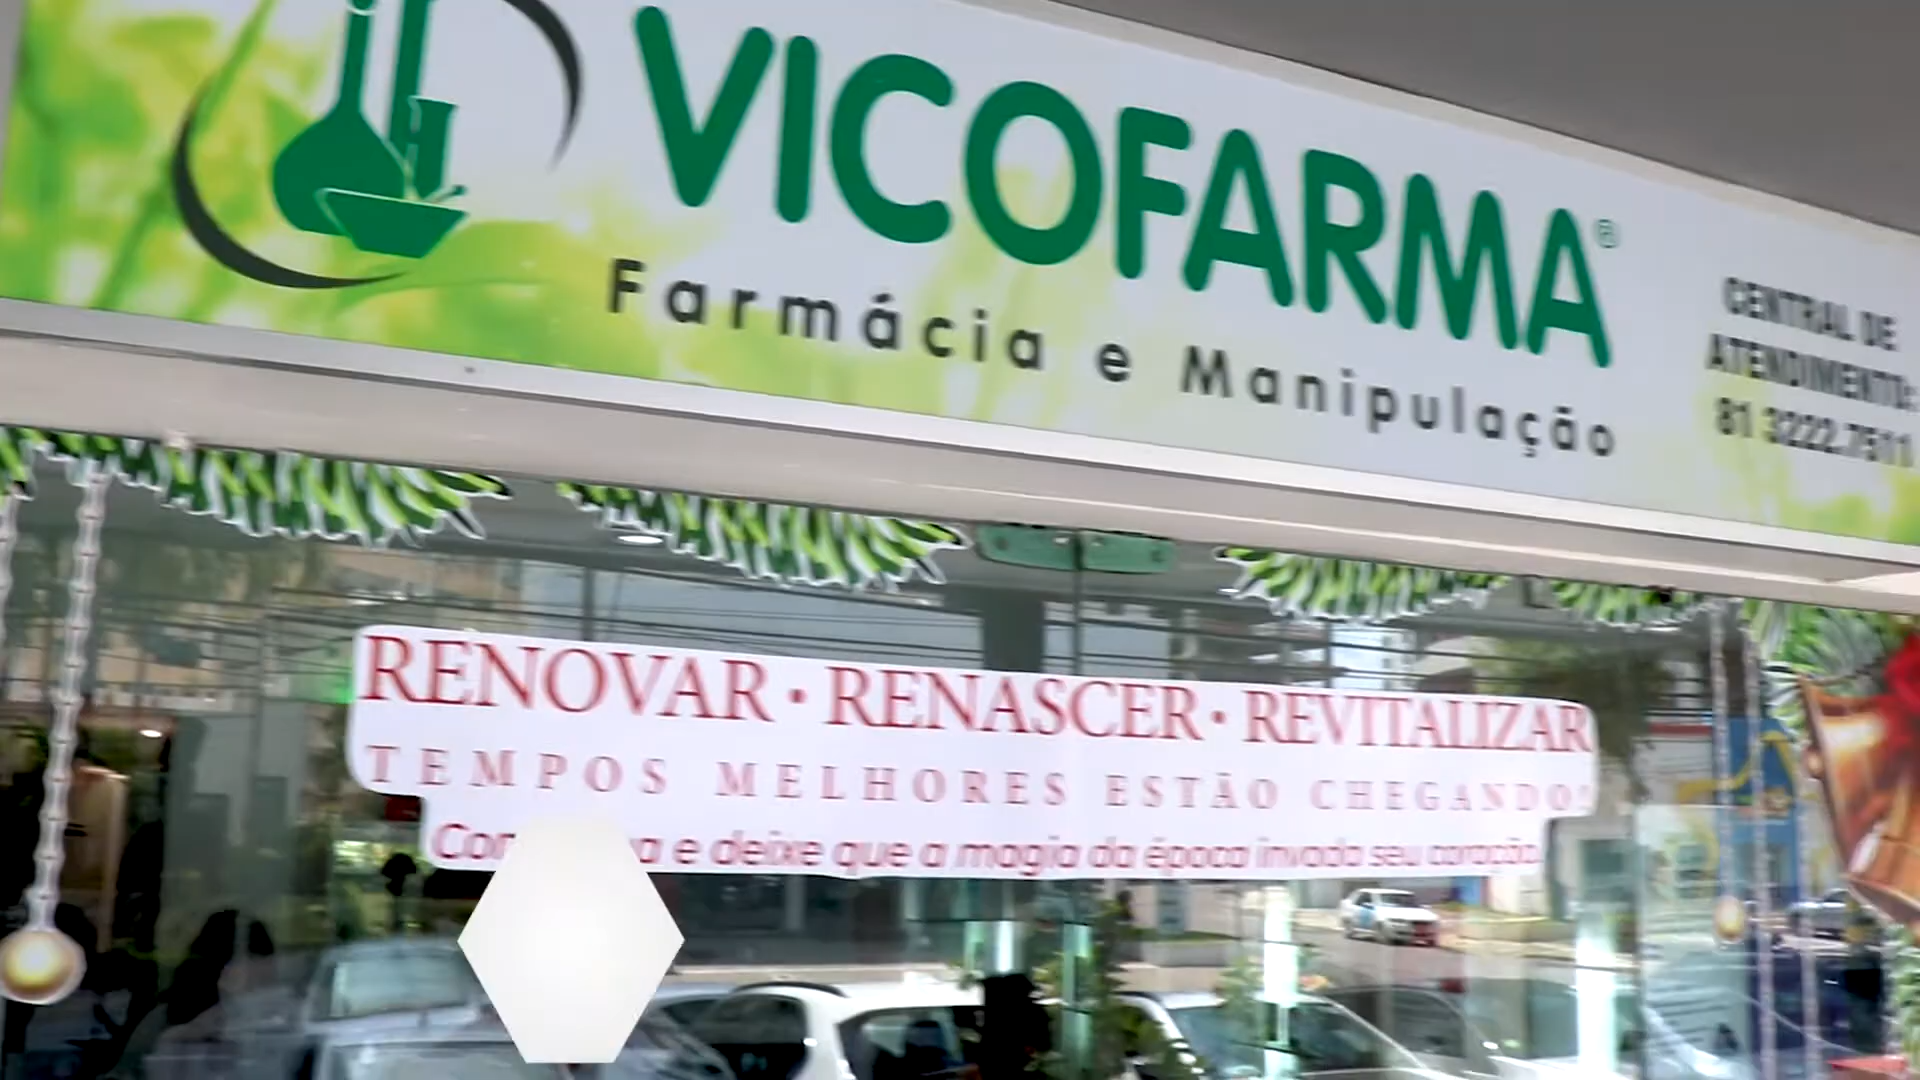 VICOFARMA®
Farmácia e Manipulação
CENTRAL DE
ATENDIMENTO:
81 3222.7511
RENOVAR • RENASCER • REVITALIZAR
TEMPOS MELHORES ESTÃO CHEGANDO!
e deixe que a magia da época invada seu coração